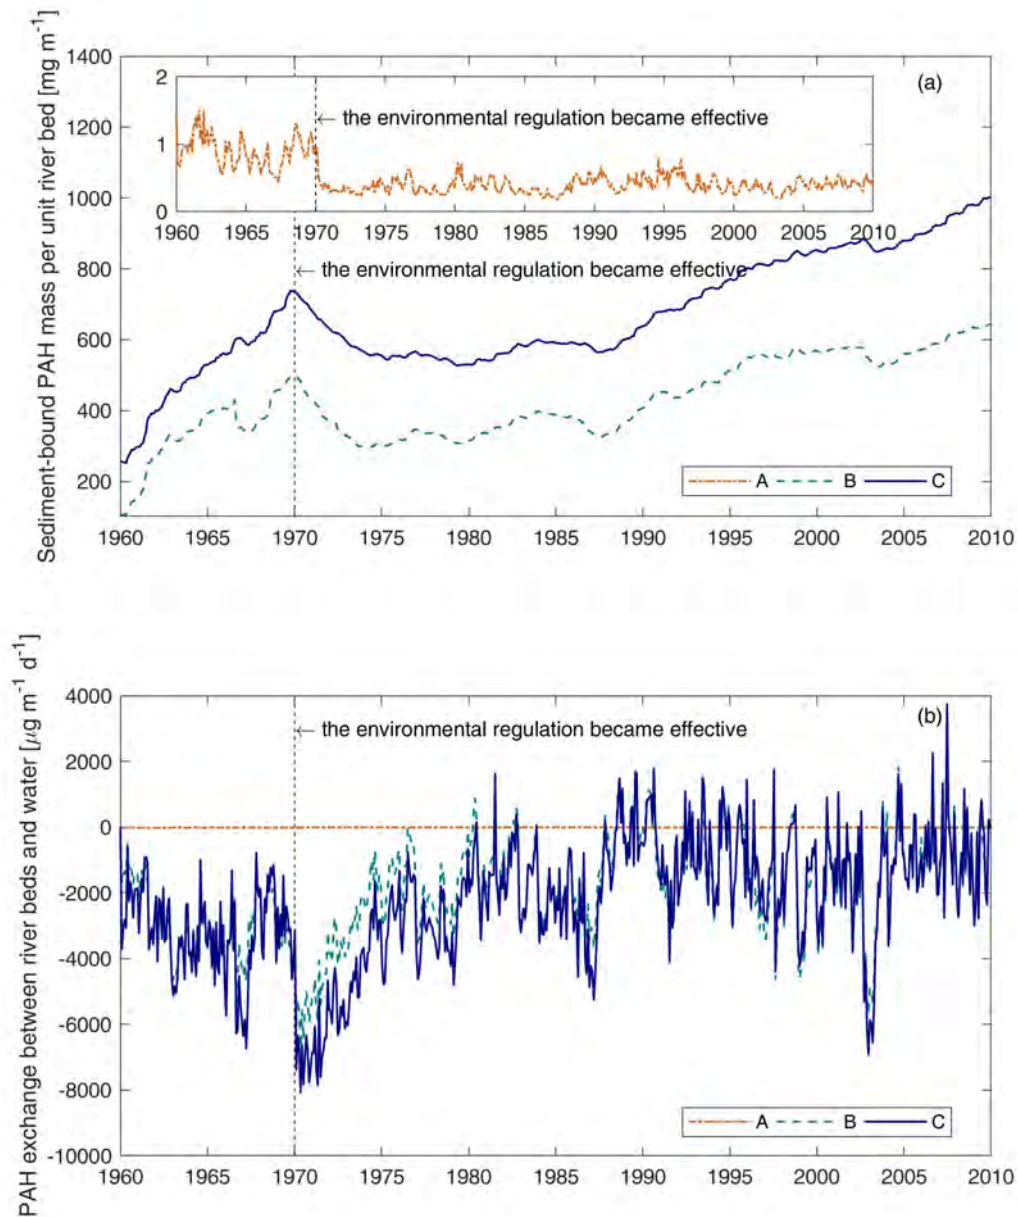 Sediment-bound PAH mass per unit river bed [mg m⁻¹]
1400
1200
1000
800
600
400
200
(a)
2
1
0
the environmental regulation became effective
1960 1965 1970 1975 1980 1985 1990 1995 2000 2005 2010
the environmental regulation became effective
A B C
1960 1965 1970 1975 1980 1985 1990 1995 2000 2005 2010
PAH exchange between river beds and water [μg m⁻¹ d⁻¹]
4000
2000
0
-2000
-4000
-6000
-8000
-10000
(b)
the environmental regulation became effective
A B C
1960 1965 1970 1975 1980 1985 1990 1995 2000 2005 2010